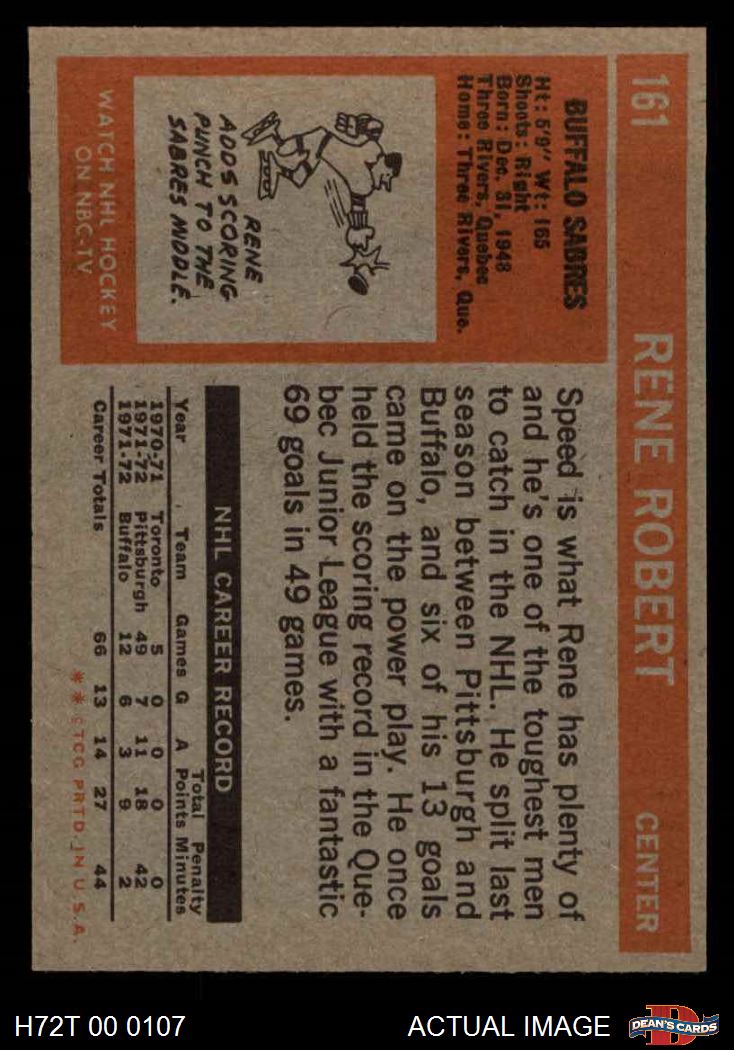 161 RENE ROBERT CENTER
BUFFALO SABRES
Ht: 5'9" Wt: 165
Shoots: Right
Born: Dec. 31, 1948
Three Rivers, Quebec
Home: Three Rivers, Que.
RENE
ADDS SCORING
PUNCH TO THE
SABRES MIDDLE.
WATCH NHL HOCKEY
ON NBC-TV
Speed is what Rene has plenty of
and he's one of the toughest men
to catch in the NHL. He split last
season between Pittsburgh and
Buffalo, and six of his 13 goals
came on the power play. He once
held the scoring record in the Que-
bec Junior League with a fantastic
69 goals in 49 games.
NHL CAREER RECORD
Total Penalty
Year Team Games G A Points Minutes
1970-71 Toronto 5 0 0 0 0
1971-72 Pittsburgh 49 7 11 18 42
1971-72 Buffalo 12 6 3 9 2
Career Totals 66 13 14 27 44
** ©TCG PRTD. IN U.S.A.
H72T 00 0107 ACTUAL IMAGE DEAN'S CARDS